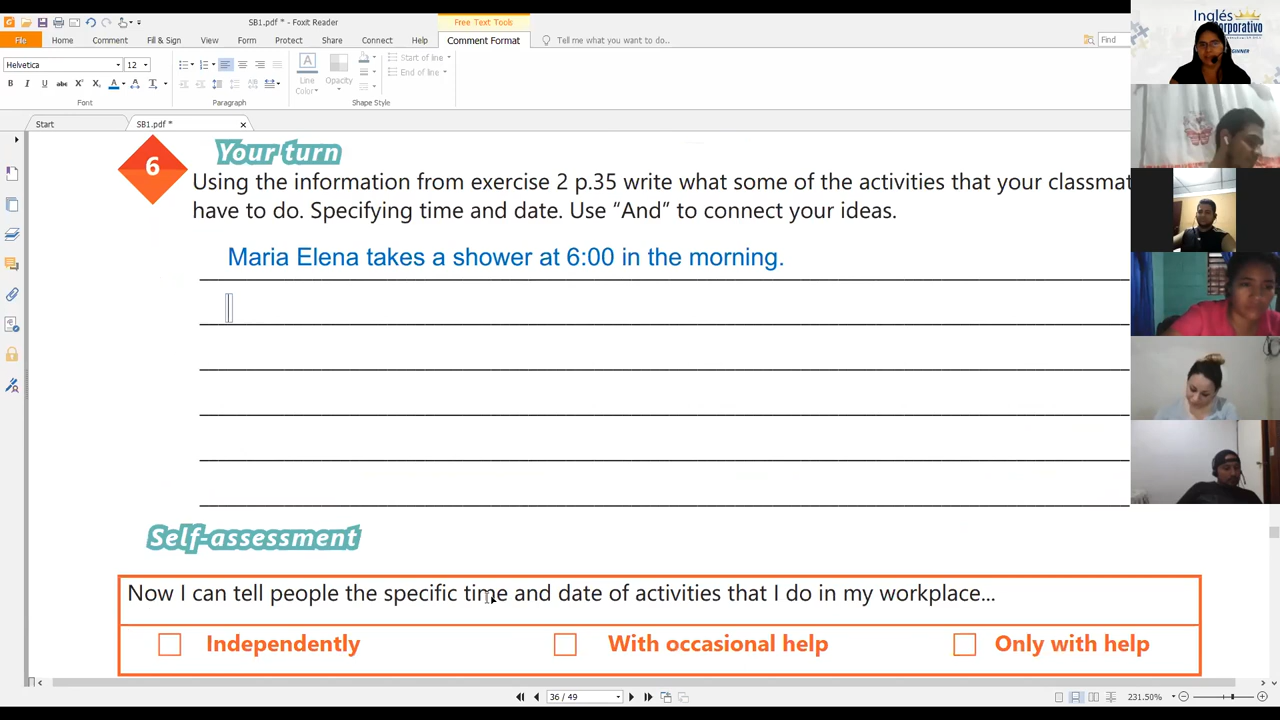 SB1.pdf * - Foxit Reader
Free Text Tools
File Home Comment Fill & Sign View Form Protect Share Connect Help Comment Format Tell me what you want to do.. Find
Helvetica 12
Line Color
Opacity
Start of line
End of line
Font Paragraph Shape Style
Start SB1.pdf *
6 Your turn
Using the information from exercise 2 p.35 write what some of the activities that your classmat
have to do. Specifying time and date. Use “And” to connect your ideas.
Maria Elena takes a shower at 6:00 in the morning.
Self-assessment
Now I can tell people the specific time and date of activities that I do in my workplace...
Independently With occasional help Only with help
36 / 49 231.50%
Inglés
orporativo